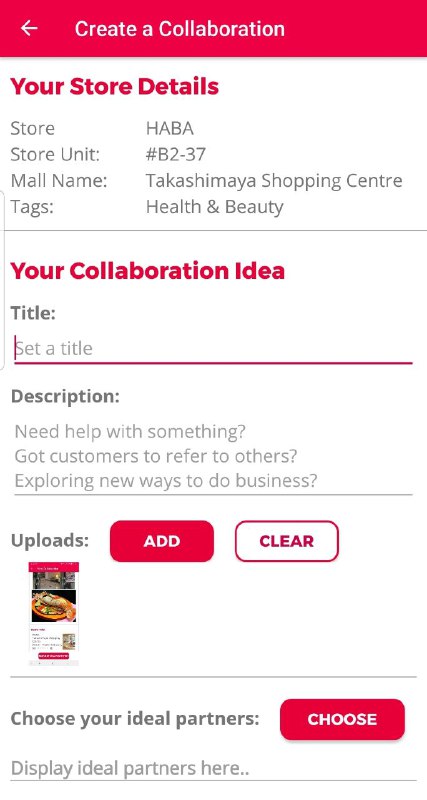 Create a Collaboration
Your Store Details
Store HABA
Store Unit: #B2-37
Mall Name: Takashimaya Shopping Centre
Tags: Health & Beauty
Your Collaboration Idea
Title:
Set a title
Description:
Need help with something?
Got customers to refer to others?
Exploring new ways to do business?
Uploads: ADD CLEAR
Choose your ideal partners: CHOOSE
Display ideal partners here..